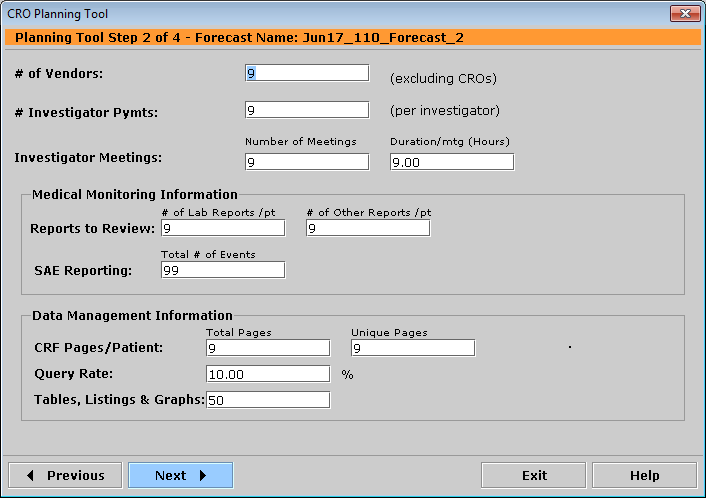 CRO Planning Tool
Planning Tool Step 2 of 4 - Forecast Name: Jun17_110_Forecast_2
# of Vendors: 9 (excluding CROs)
# Investigator Pymts: 9 (per investigator)
Number of Meetings Duration/mtg (Hours)
Investigator Meetings: 9 9.00
Medical Monitoring Information
# of Lab Reports /pt # of Other Reports /pt
Reports to Review: 9 9
Total # of Events
SAE Reporting: 99
Data Management Information
Total Pages Unique Pages
CRF Pages/Patient: 9 9
Query Rate: 10.00 %
Tables, Listings & Graphs: 50
Previous Next Exit Help